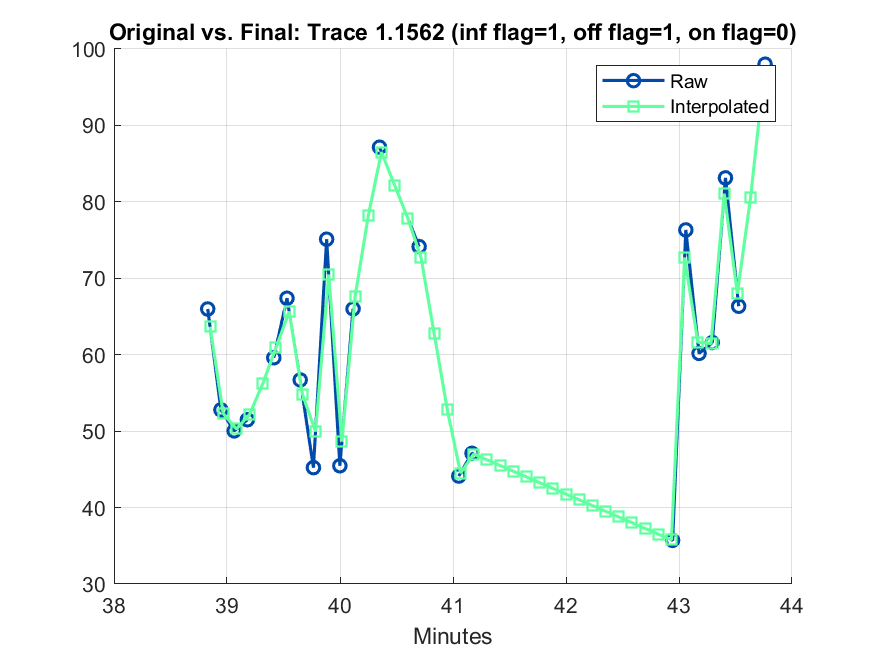 Original vs. Final: Trace 1.1562 (inf flag=1, off flag=1, on flag=0)
100
90
80
70
60
50
40
30
Raw
Interpolated
38 39 40 41 42 43 44
Minutes